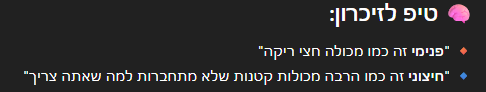 🧠 טיפ לזיכרון:
🔸 "פנימי זה כמו מכולה חצי ריקה"
🔹 "חיצוני זה כמו הרבה מכולות קטנות שלא מתחברות למה שאתה צריך"